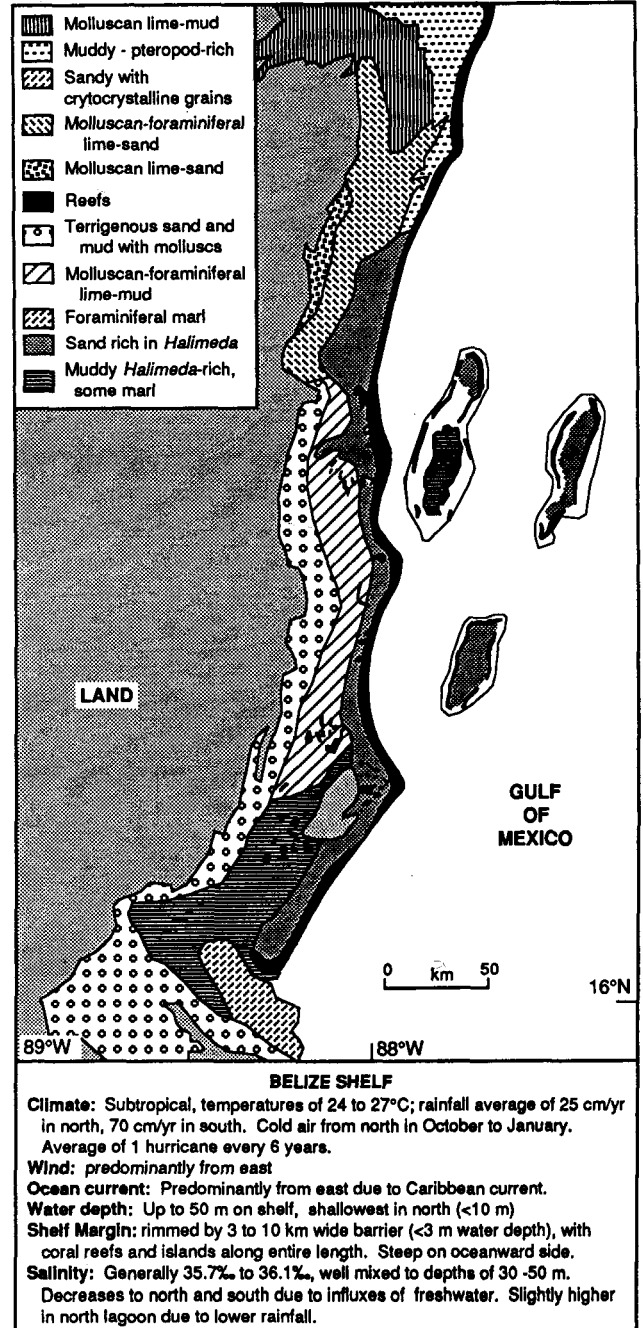 Molluscan lime-mud
Muddy - pteropod-rich
Sandy with
crytocrystalline grains
Molluscan-foraminiferal
lime-sand
Molluscan lime-sand
Reefs
Terrigenous sand and
mud with molluscs
Molluscan-foraminiferal
lime-mud
Foraminiferal marl
Sand rich in Halimeda
Muddy Halimeda-rich,
some marl
LAND
GULF
OF
MEXICO
0 km 50
16°N
89°W
88°W
BELIZE SHELF
Climate: Subtropical, temperatures of 24 to 27°C; rainfall average of 25 cm/yr
in north, 70 cm/yr in south. Cold air from north in October to January.
Average of 1 hurricane every 6 years.
Wind: predominantly from east
Ocean current: Predominantly from east due to Caribbean current.
Water depth: Up to 50 m on shelf, shallowest in north (<10 m)
Shelf Margin: rimmed by 3 to 10 km wide barrier (<3 m water depth), with
coral reefs and islands along entire length. Steep on oceanward side.
Salinity: Generally 35.7‰ to 36.1‰, well mixed to depths of 30 -50 m.
Decreases to north and south due to influxes of freshwater. Slightly higher
in north lagoon due to lower rainfall.